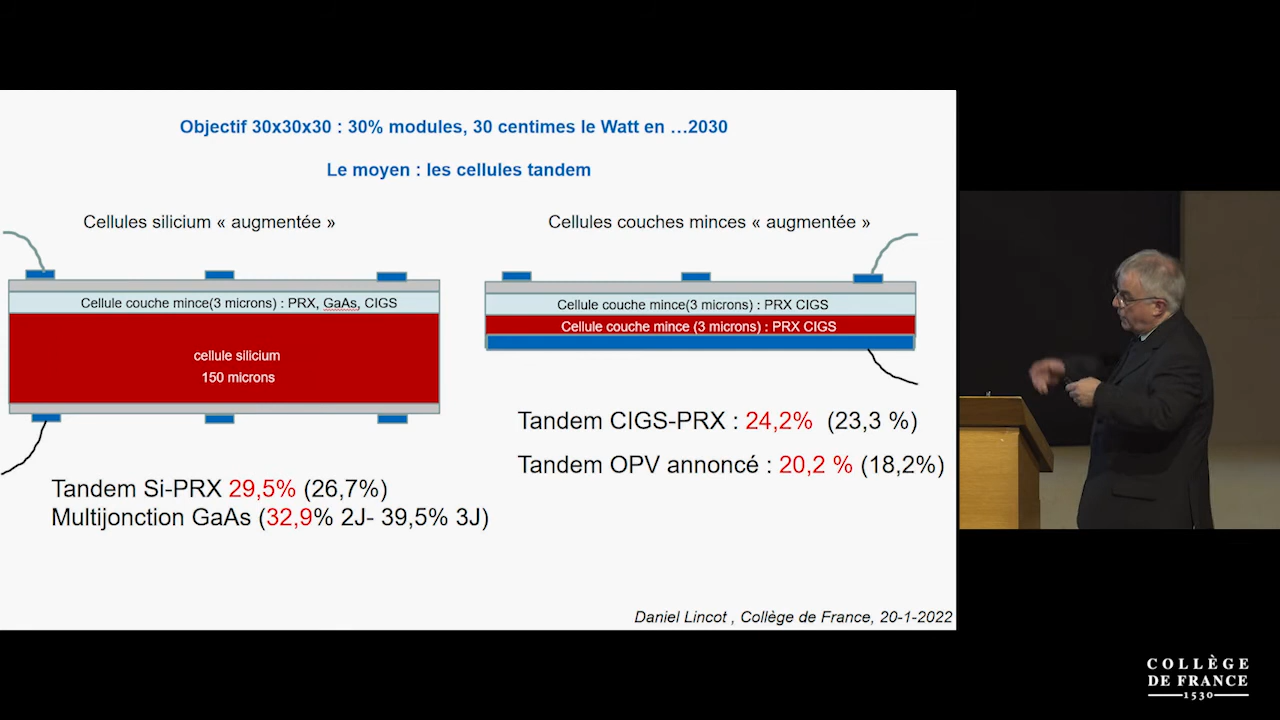 Objectif 30x30x30 : 30% modules, 30 centimes le Watt en …2030
Le moyen : les cellules tandem
Cellules silicium « augmentée »
Cellule couche mince(3 microns) : PRX, GaAs, CIGS
cellule silicium
150 microns
Tandem Si-PRX 29,5% (26,7%)
Multijonction GaAs (32,9% 2J- 39,5% 3J)
Cellules couches minces « augmentée »
Cellule couche mince(3 microns) : PRX CIGS
Cellule couche mince (3 microns) : PRX CIGS
Tandem CIGS-PRX : 24,2% (23,3 %)
Tandem OPV annoncé : 20,2 % (18,2%)
Daniel Lincot , Collège de France, 20-1-2022
COLLÈGE
DE FRANCE
1530